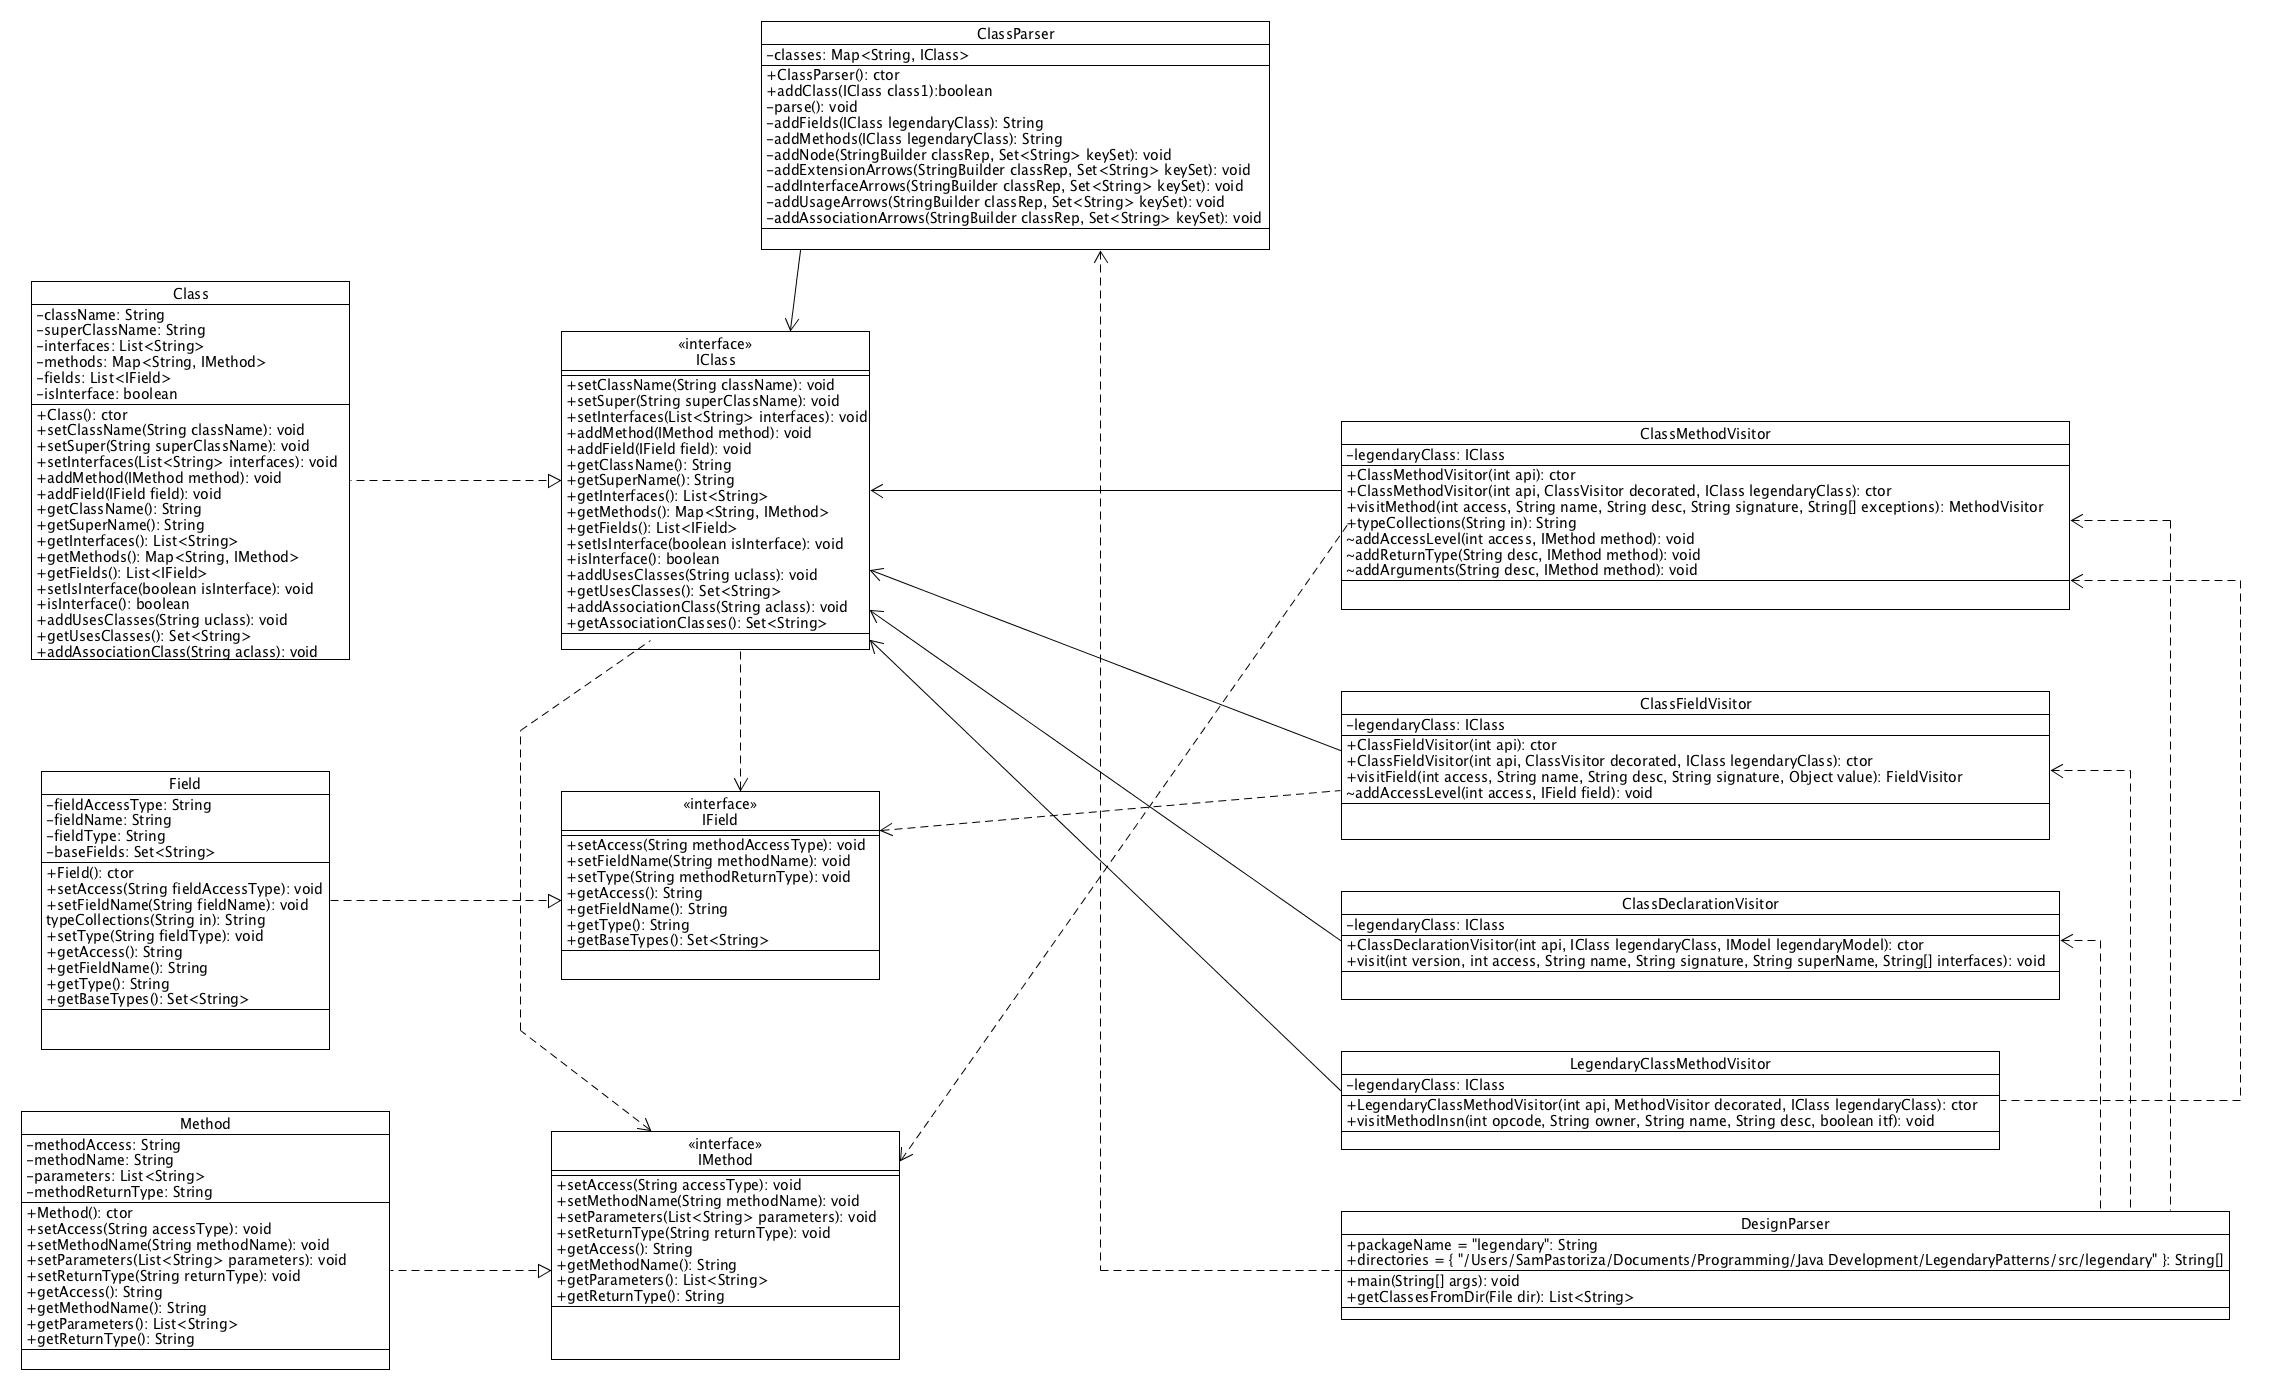 ClassParser
-classes: Map<String, IClass>
+ClassParser(): ctor
+addClass(IClass class1):boolean
-parse(): void
-addFields(IClass legendaryClass): String
-addMethods(IClass legendaryClass): String
-addNode(StringBuilder classRep, Set<String> keySet): void
-addExtensionArrows(StringBuilder classRep, Set<String> keySet): void
-addInterfaceArrows(StringBuilder classRep, Set<String> keySet): void
-addUsageArrows(StringBuilder classRep, Set<String> keySet): void
-addAssociationArrows(StringBuilder classRep, Set<String> keySet): void
Class
-className: String
-superClassName: String
-interfaces: List<String>
-methods: Map<String, IMethod>
-fields: List<IField>
-isInterface: boolean
+Class(): ctor
+setClassName(String className): void
+setSuper(String superClassName): void
+setInterfaces(List<String> interfaces): void
+addMethod(IMethod method): void
+addField(IField field): void
+getClassName(): String
+getSuperName(): String
+getInterfaces(): List<String>
+getMethods(): Map<String, IMethod>
+getFields(): List<IField>
+setIsInterface(boolean isInterface): void
+isInterface(): boolean
+addUsesClasses(String uclass): void
+getUsesClasses(): Set<String>
+addAssociationClass(String aclass): void
«interface»
IClass
+setClassName(String className): void
+setSuper(String superClassName): void
+setInterfaces(List<String> interfaces): void
+addMethod(IMethod method): void
+addField(IField field): void
+getClassName(): String
+getSuperName(): String
+getInterfaces(): List<String>
+getMethods(): Map<String, IMethod>
+getFields(): List<IField>
+setIsInterface(boolean isInterface): void
+isInterface(): boolean
+addUsesClasses(String uclass): void
+getUsesClasses(): Set<String>
+addAssociationClass(String aclass): void
+getAssociationClasses(): Set<String>
ClassMethodVisitor
-legendaryClass: IClass
+ClassMethodVisitor(int api): ctor
+ClassMethodVisitor(int api, ClassVisitor decorated, IClass legendaryClass): ctor
+visitMethod(int access, String name, String desc, String signature, String[] exceptions): MethodVisitor
+typeCollections(String in): String
~addAccessLevel(int access, IMethod method): void
~addReturnType(String desc, IMethod method): void
~addArguments(String desc, IMethod method): void
ClassFieldVisitor
-legendaryClass: IClass
+ClassFieldVisitor(int api): ctor
+ClassFieldVisitor(int api, ClassVisitor decorated, IClass legendaryClass): ctor
+visitField(int access, String name, String desc, String signature, Object value): FieldVisitor
~addAccessLevel(int access, IField field): void
Field
-fieldAccessType: String
-fieldName: String
-fieldType: String
-baseFields: Set<String>
+Field(): ctor
+setAccess(String fieldAccessType): void
+setFieldName(String fieldName): void
typeCollections(String in): String
+setType(String fieldType): void
+getAccess(): String
+getFieldName(): String
+getType(): String
+getBaseTypes(): Set<String>
«interface»
IField
+setAccess(String methodAccessType): void
+setFieldName(String methodName): void
+setType(String methodReturnType): void
+getAccess(): String
+getFieldName(): String
+getType(): String
+getBaseTypes(): Set<String>
ClassDeclarationVisitor
-legendaryClass: IClass
+ClassDeclarationVisitor(int api, IClass legendaryClass, IModel legendaryModel): ctor
+visit(int version, int access, String name, String signature, String superName, String[] interfaces): void
LegendaryClassMethodVisitor
-legendaryClass: IClass
+LegendaryClassMethodVisitor(int api, MethodVisitor decorated, IClass legendaryClass): ctor
+visitMethodInsn(int opcode, String owner, String name, String desc, boolean itf): void
Method
-methodAccess: String
-methodName: String
-parameters: List<String>
-methodReturnType: String
+Method(): ctor
+setAccess(String accessType): void
+setMethodName(String methodName): void
+setParameters(List<String> parameters): void
+setReturnType(String returnType): void
+getAccess(): String
+getMethodName(): String
+getParameters(): List<String>
+getReturnType(): String
«interface»
IMethod
+setAccess(String accessType): void
+setMethodName(String methodName): void
+setParameters(List<String> parameters): void
+setReturnType(String returnType): void
+getAccess(): String
+getMethodName(): String
+getParameters(): List<String>
+getReturnType(): String
DesignParser
+packageName = "legendary": String
+directories = { "/Users/SamPastoriza/Documents/Programming/Java Development/LegendaryPatterns/src/legendary" }: String[]
+main(String[] args): void
+getClassesFromDir(File dir): List<String>